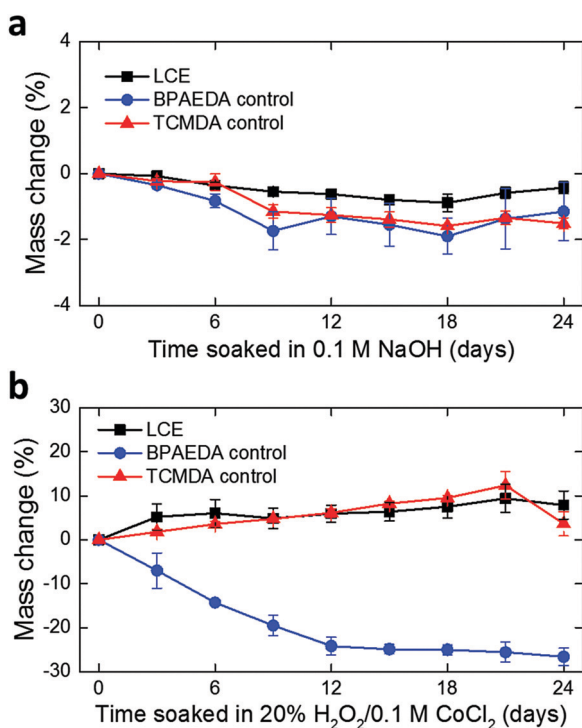 a
4
2
0
-2
-4
Mass change (%)
LCE
BPAEDA control
TCMDA control
0 6 12 18 24
Time soaked in 0.1 M NaOH (days)
b
30
20
10
0
-10
-20
-30
Mass change (%)
LCE
BPAEDA control
TCMDA control
0 6 12 18 24
Time soaked in 20% H₂O₂/0.1 M CoCl₂ (days)